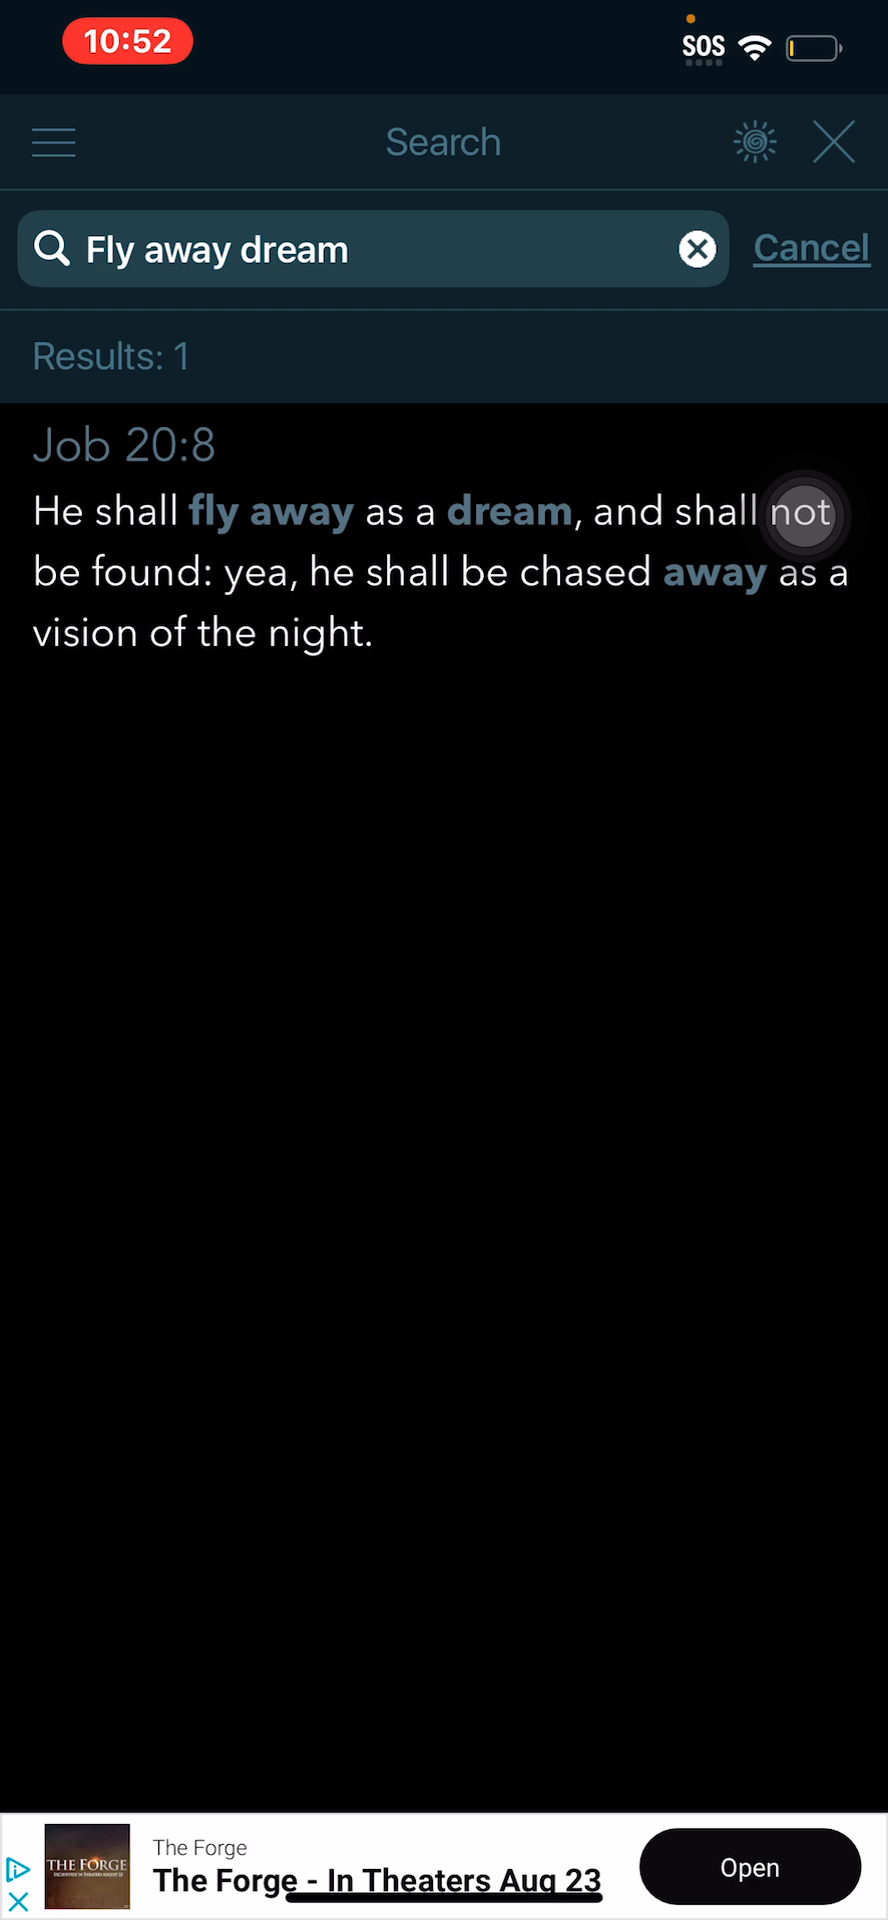 10:52
SOS
Search
Fly away dream
Cancel
Results: 1
Job 20:8
He shall fly away as a dream, and shall not
be found: yea, he shall be chased away as a
vision of the night.
THE FORGE
The Forge
The Forge - In Theaters Aug 23
Open